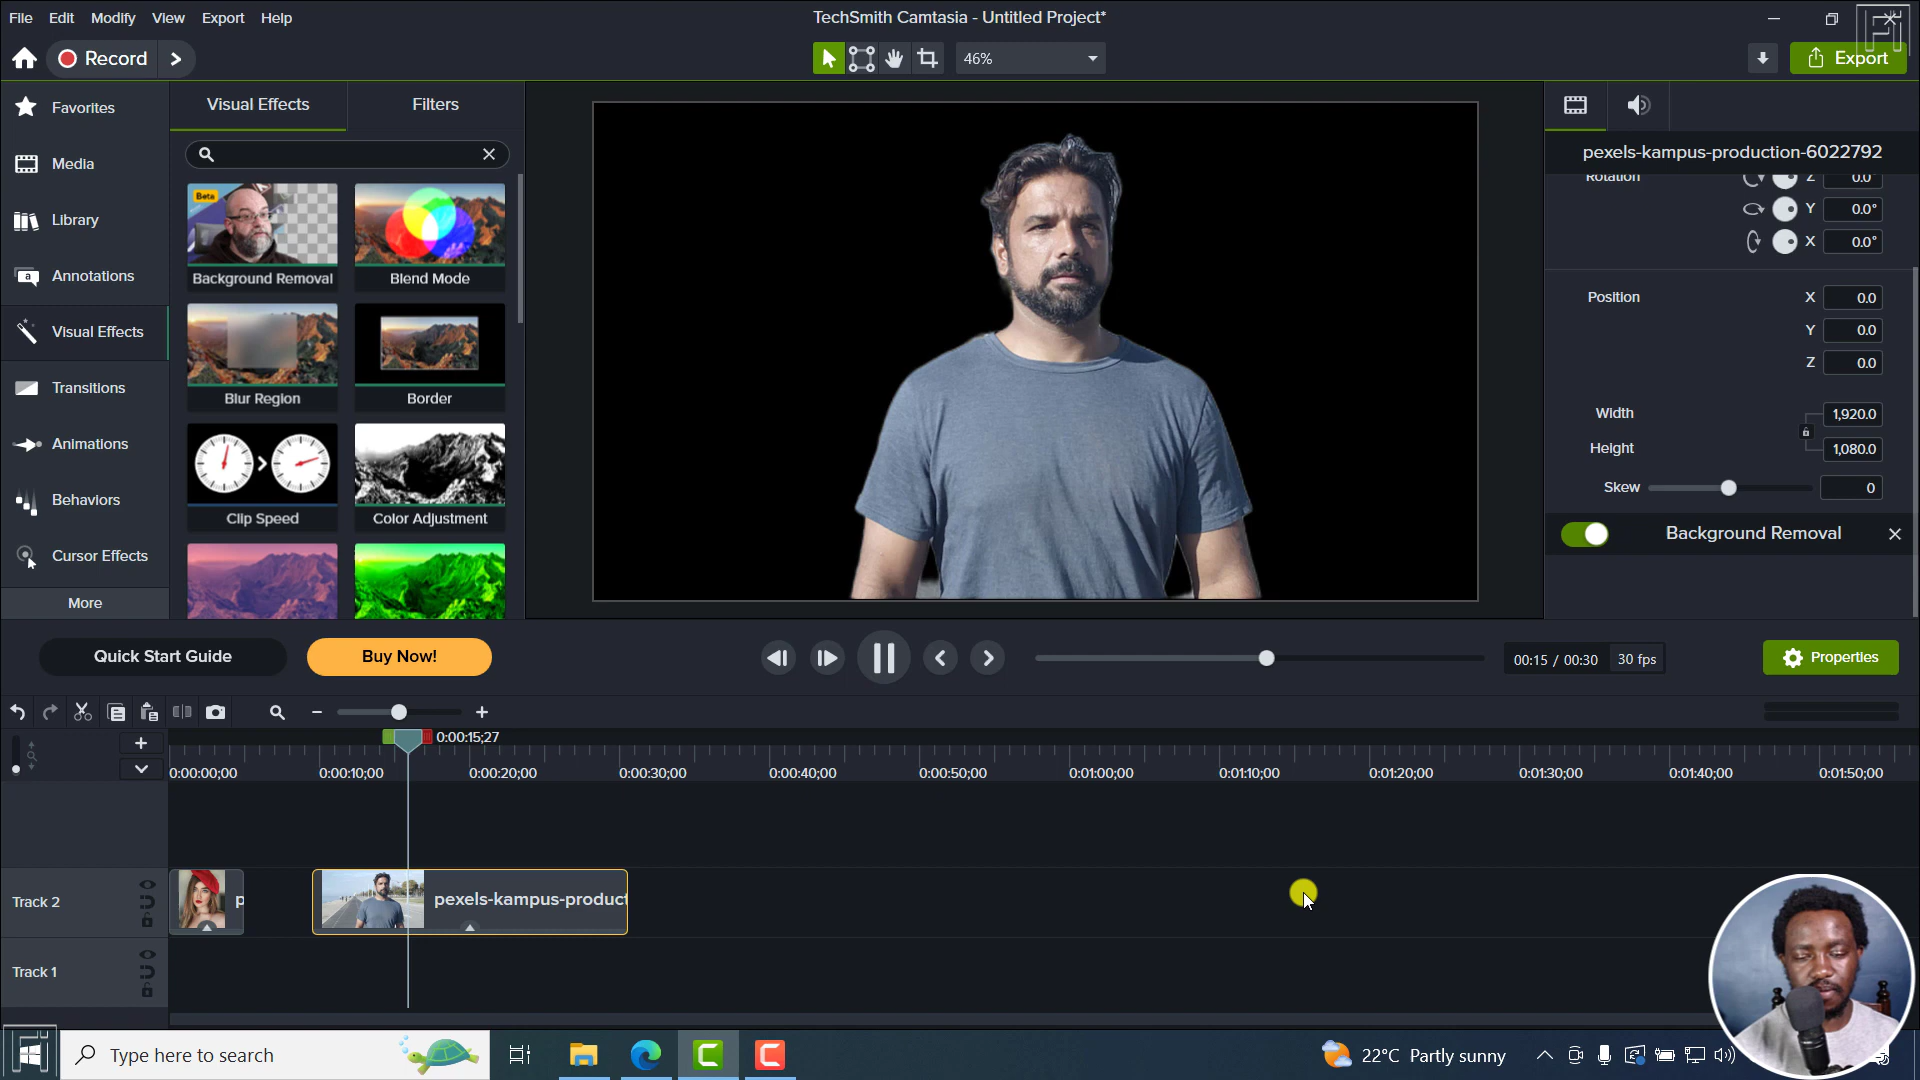 File Edit Modify View Export Help
TechSmith Camtasia - Untitled Project*
Record
46%
Export
Favorites
Media
Library
Annotations
Visual Effects
Transitions
Animations
Behaviors
Cursor Effects
More
Visual Effects
Filters
Beta
Background Removal
Blend Mode
Blur Region
Border
Clip Speed
Color Adjustment
pexels-kampus-production-6022792
Rotation Z 0.0°
Y 0.0°
X 0.0°
Position X 0.0
Y 0.0
Z 0.0
Width 1,920.0
Height 1,080.0
Skew 0
Background Removal
Quick Start Guide
Buy Now!
00:15 / 00:30 30 fps
Properties
0:00:15;27
0:00:00;00 0:00:10;00 0:00:20;00 0:00:30;00 0:00:40;00 0:00:50;00 0:01:00;00 0:01:10;00 0:01:20;00 0:01:30;00 0:01:40;00 0:01:50;00
Track 2
p
pexels-kampus-product
Track 1
Type here to search
22°C Partly sunny